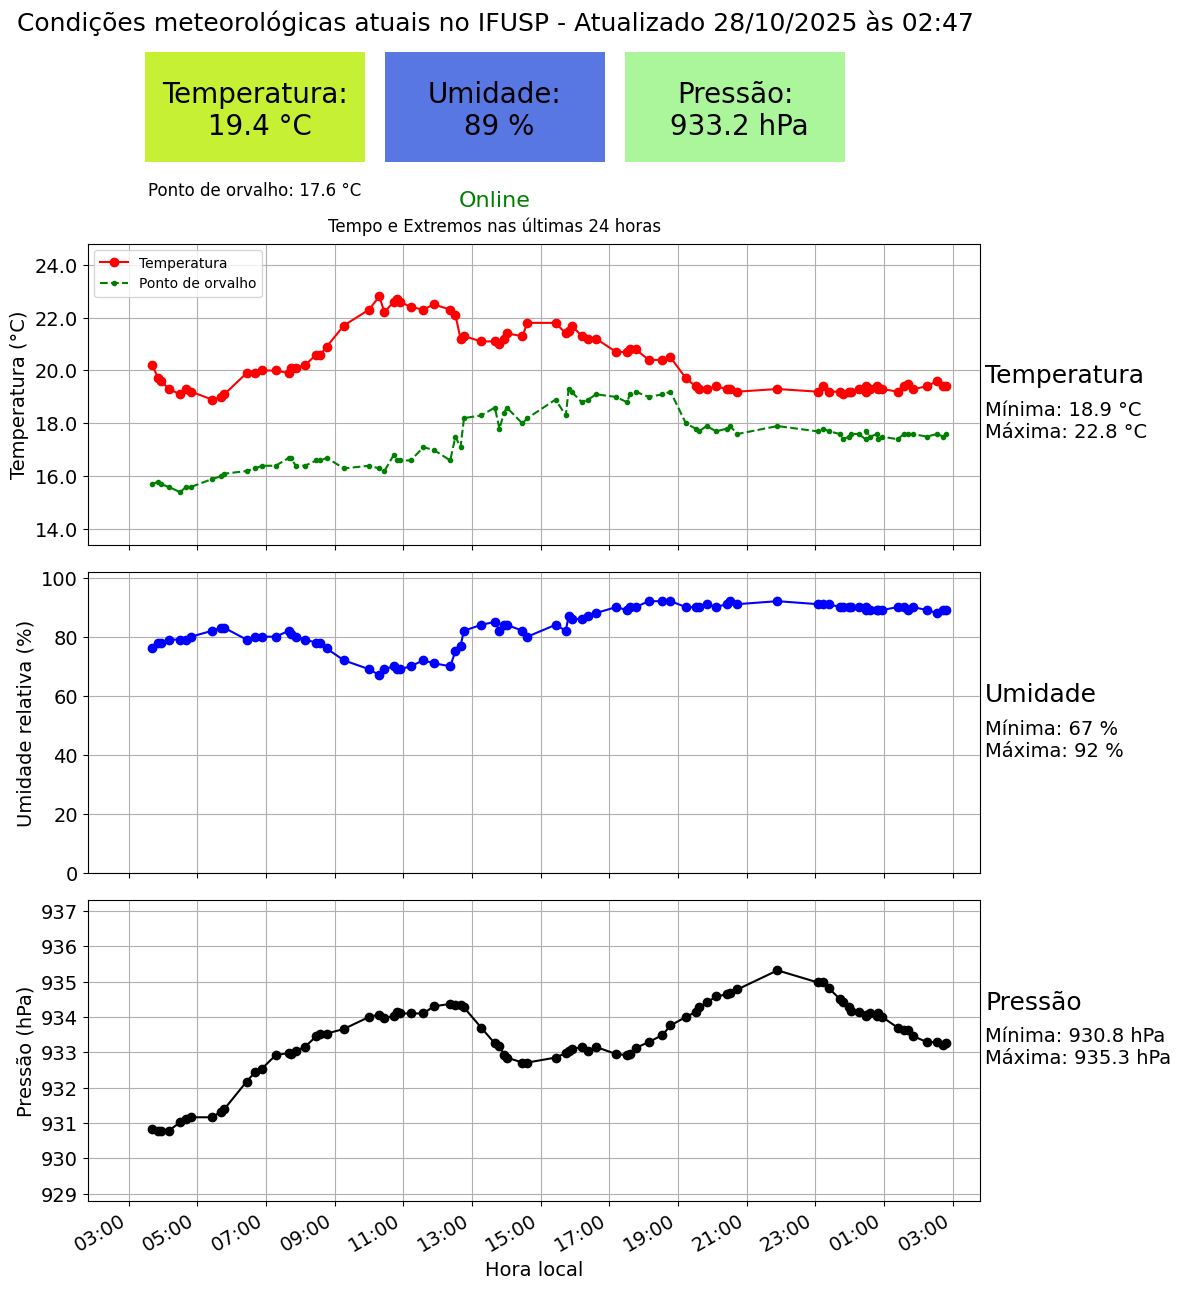 Condições meteorológicas atuais no IFUSP - Atualizado 28/10/2025 às 02:47
Temperatura:
19.4 °C
Umidade:
89 %
Pressão:
933.2 hPa
Ponto de orvalho: 17.6 °C
Online
Tempo e Extremos nas últimas 24 horas
Temperatura
Ponto de orvalho
24.0
22.0
20.0
18.0
16.0
14.0
Temperatura (°C)
Temperatura
Mínima: 18.9 °C
Máxima: 22.8 °C
100
80
60
40
20
0
Umidade relativa (%)
Umidade
Mínima: 67 %
Máxima: 92 %
937
936
935
934
933
932
931
930
929
Pressão (hPa)
Pressão
Mínima: 930.8 hPa
Máxima: 935.3 hPa
03:00 05:00 07:00 09:00 11:00 13:00 15:00 17:00 19:00 21:00 23:00 01:00 03:00
Hora local